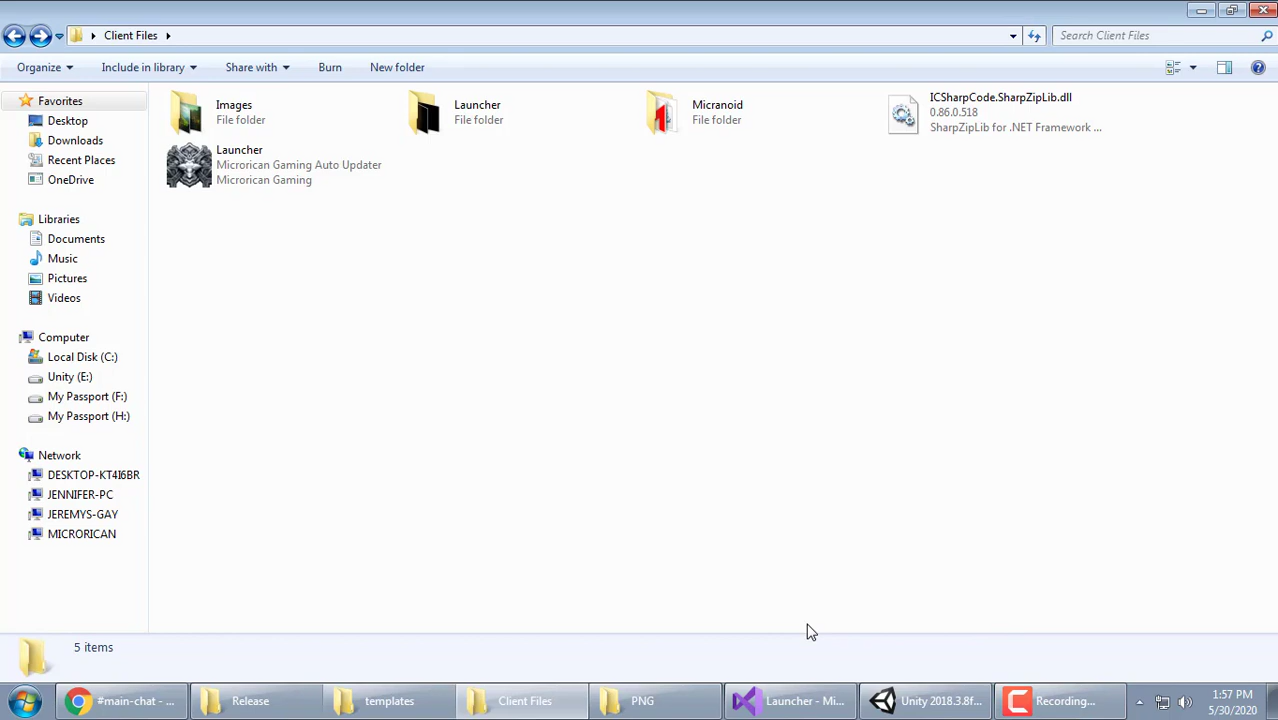 Client Files
Search Client Files
Organize
Include in library
Share with
Burn
New folder
Favorites
Desktop
Downloads
Recent Places
OneDrive
Libraries
Documents
Music
Pictures
Videos
Computer
Local Disk (C:)
Unity (E:)
My Passport (F:)
My Passport (H:)
Network
DESKTOP-KT4I6BR
JENNIFER-PC
JEREMYS-GAY
MICRORICAN
Images
File folder
Launcher
File folder
Micranoid
File folder
ICSharpCode.SharpZipLib.dll
0.86.0.518
SharpZipLib for .NET Framework ...
Launcher
Microrican Gaming Auto Updater
Microrican Gaming
5 items
#main-chat - ...
Release
templates
Client Files
PNG
Launcher - Mi...
Unity 2018.3.8f...
Recording...
1:57 PM
5/30/2020